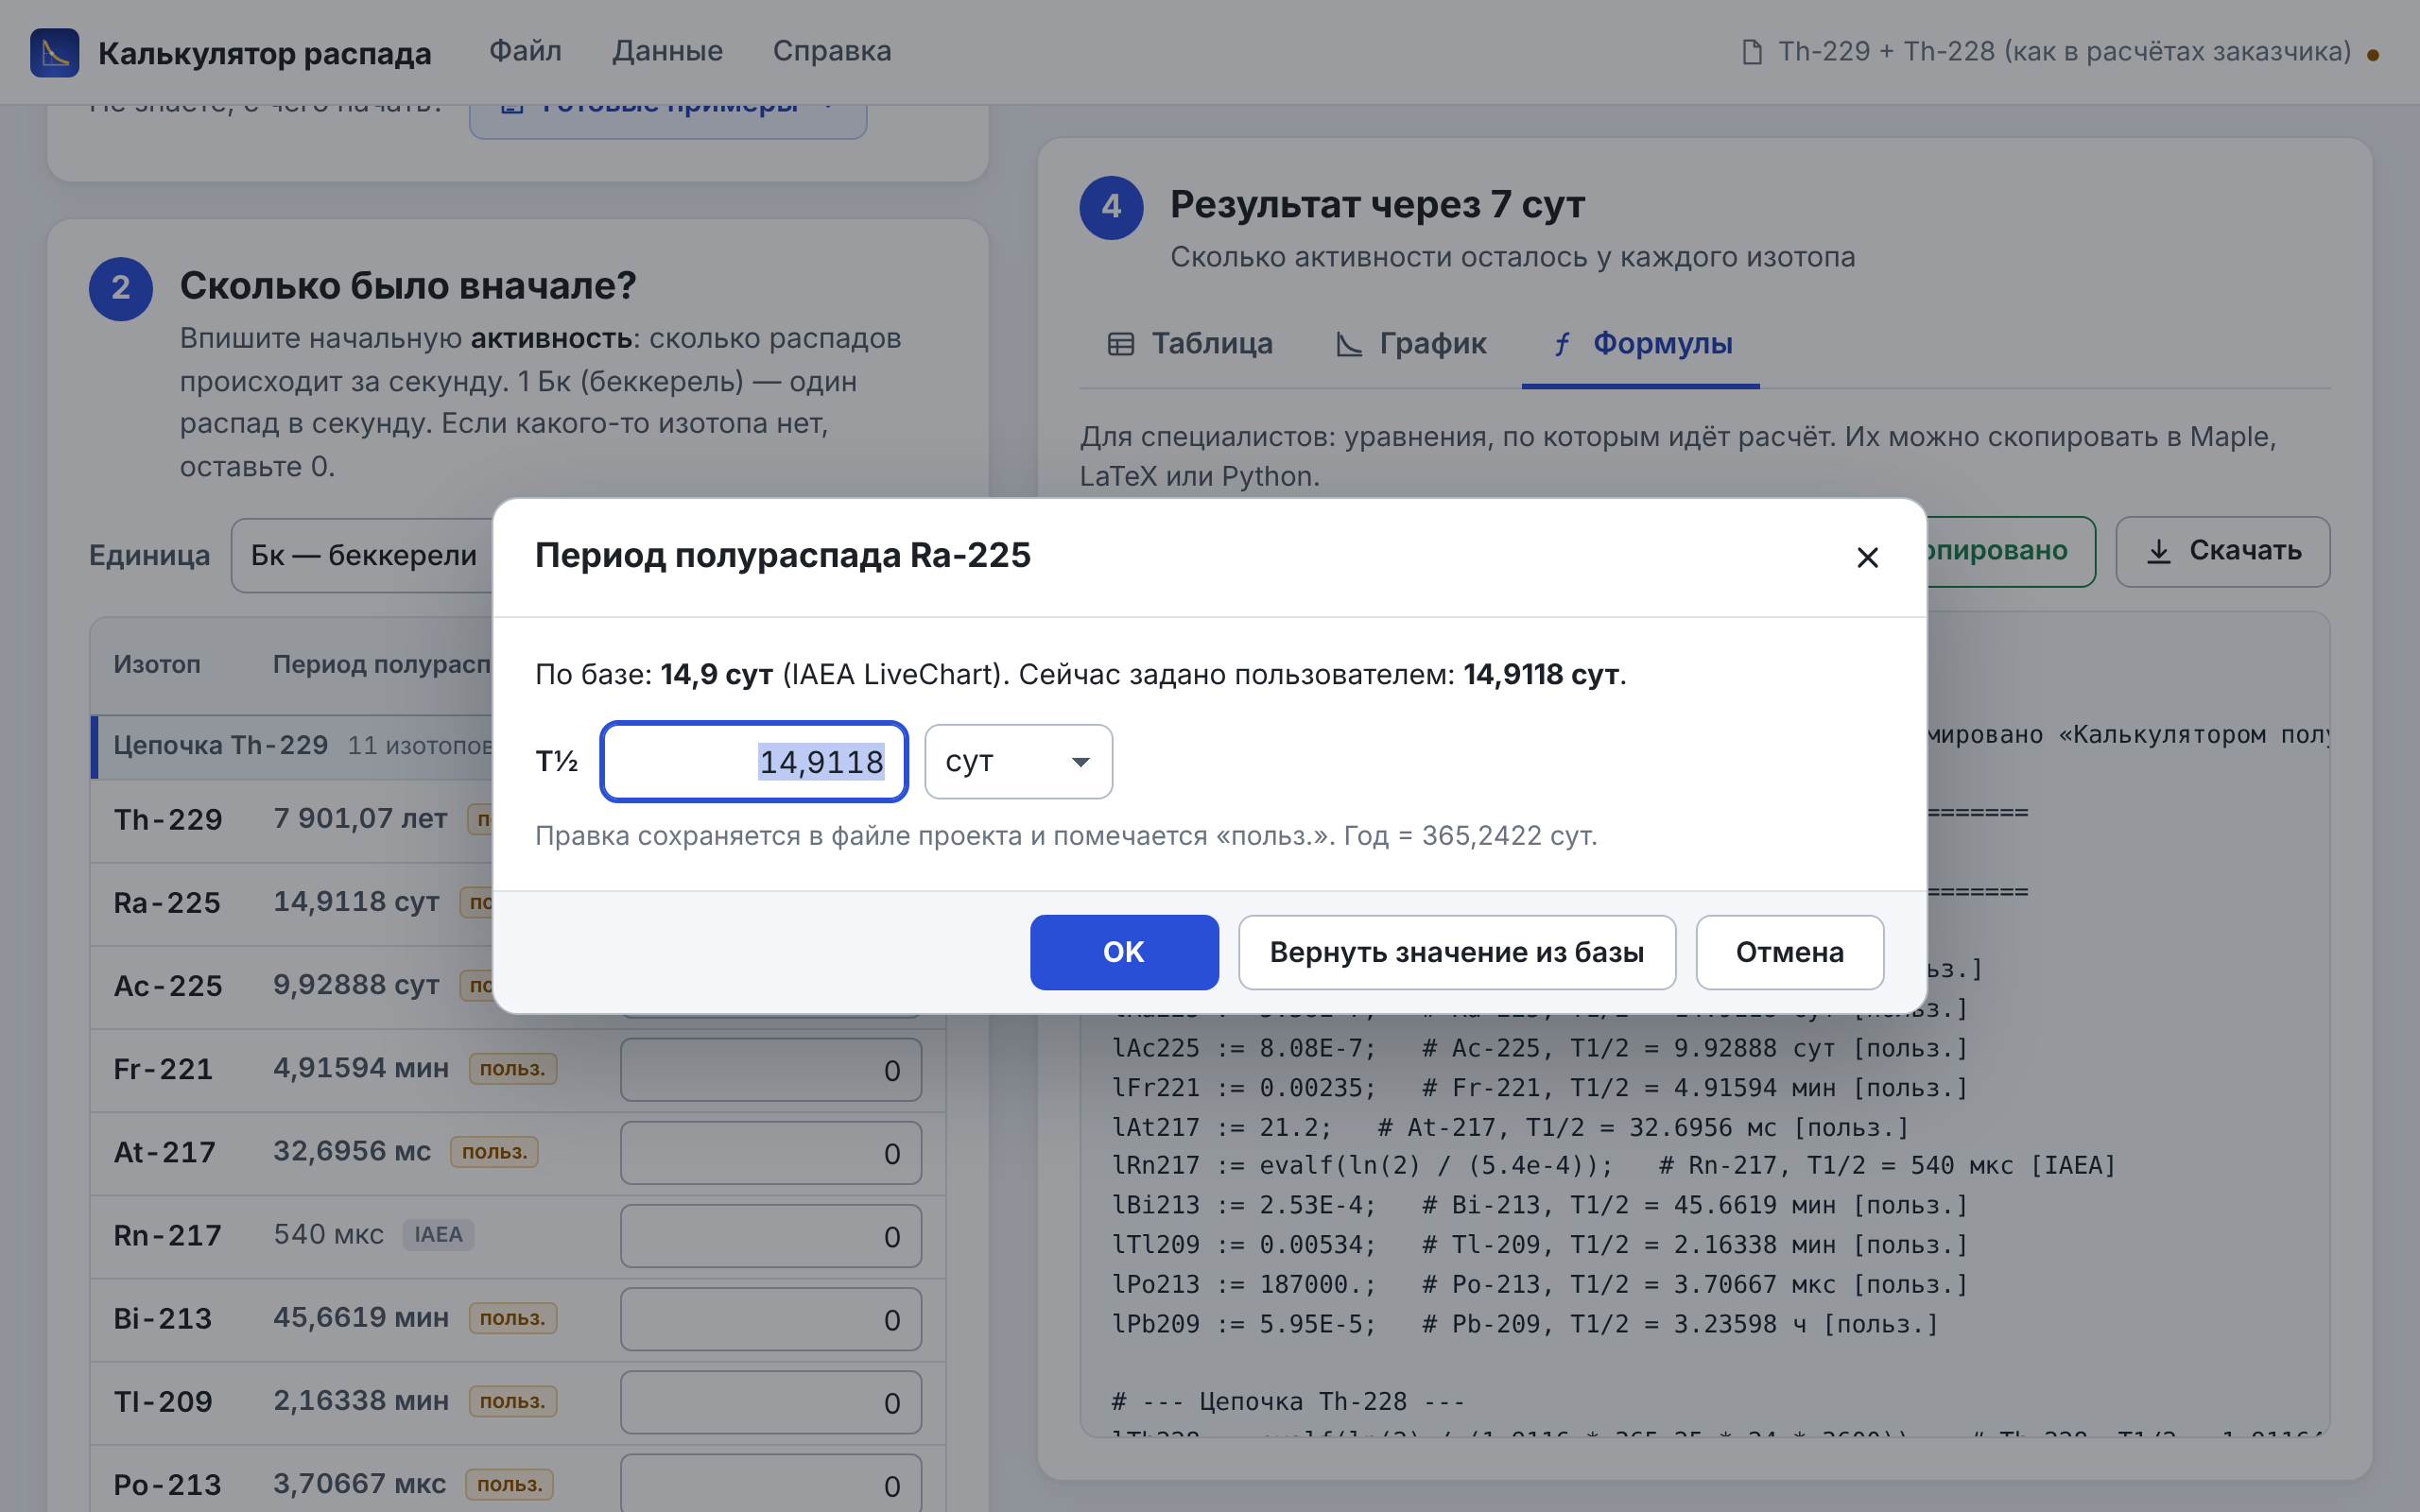 Калькулятор распада
Файл
Данные
Справка
Th-229 + Th-228 (как в расчётах заказчика)
2
Сколько было вначале?
Впишите начальную активность: сколько распадов
происходит за секунду. 1 Бк (беккерель) — один
распад в секунду. Если какого-то изотопа нет,
оставьте 0.
Единица
Бк — беккерели
Изотоп
Цепочка Th-229
Th-229 7 901,07 лет
Ra-225 14,9118 сут
Ac-225 9,92888 сут
Fr-221 4,91594 мин польз. 0
At-217 32,6956 мс польз. 0
Rn-217 540 мкс IAEA 0
Bi-213 45,6619 мин польз. 0
Tl-209 2,16338 мин польз. 0
Po-213 3,70667 мкс польз. 0
4
Результат через 7 сут
Сколько активности осталось у каждого изотопа
Таблица
График
Формулы
Для специалистов: уравнения, по которым идёт расчёт. Их можно скопировать в Maple,
LaTeX или Python.
Скачать
Период полураспада Ra-225
По базе: 14,9 сут (IAEA LiveChart). Сейчас задано пользователем: 14,9118 сут.
T½ 14,9118 сут
Правка сохраняется в файле проекта и помечается «польз.». Год = 365,2422 сут.
OK
Вернуть значение из базы
Отмена
lAc225 := 8.08E-7; # Ac-225, T1/2 = 9.92888 сут [польз.]
lFr221 := 0.00235; # Fr-221, T1/2 = 4.91594 мин [польз.]
lAt217 := 21.2; # At-217, T1/2 = 32.6956 мс [польз.]
lRn217 := evalf(ln(2) / (5.4e-4)); # Rn-217, T1/2 = 540 мкс [IAEA]
lBi213 := 2.53E-4; # Bi-213, T1/2 = 45.6619 мин [польз.]
lTl209 := 0.00534; # Tl-209, T1/2 = 2.16338 мин [польз.]
lPo213 := 187000.; # Po-213, T1/2 = 3.70667 мкс [польз.]
lPb209 := 5.95E-5; # Pb-209, T1/2 = 3.23598 ч [польз.]
# --- Цепочка Th-228 ---